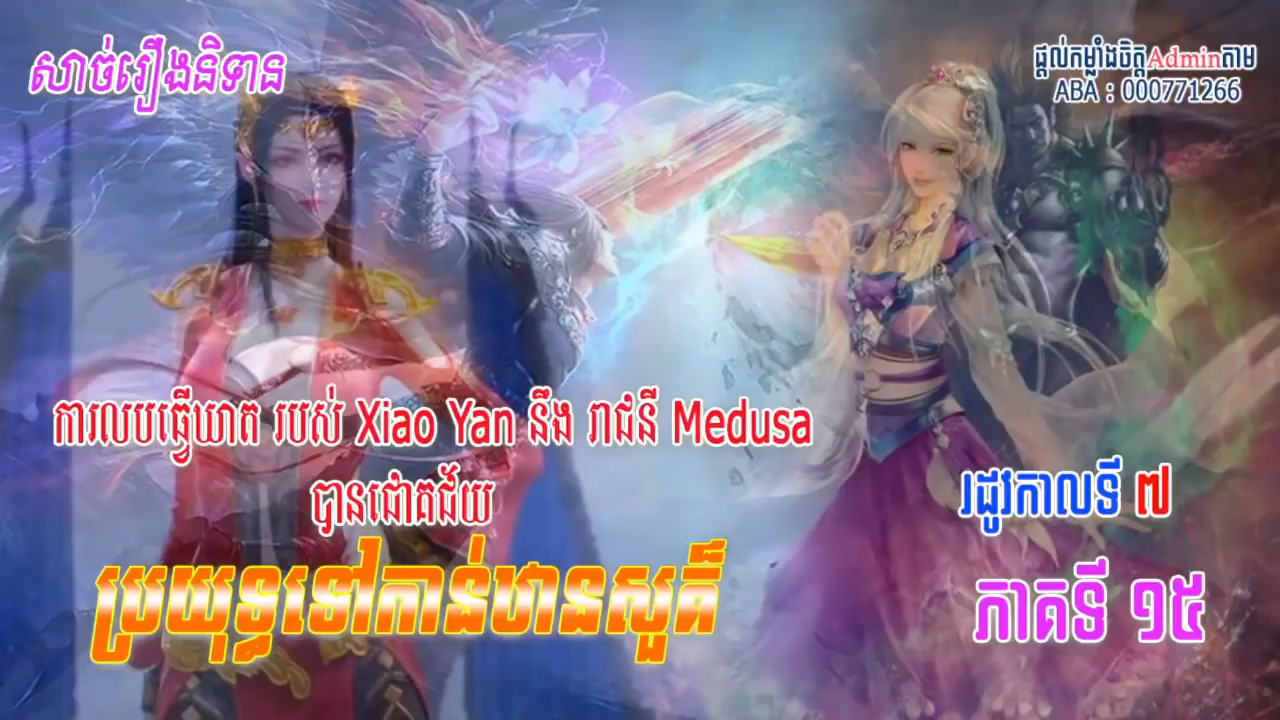 សាច់រឿងនិទាន
ផ្តល់កម្លាំងចិត្តAdminតាម
ABA : 000771266
ការលបធ្វើឃាត របស់ Xiao Yan នឹង រាជនី Medusa
បានជោគជ័យ
ប្រយុទ្ធទៅកាន់ឋានសួគ៌
រដូវកាលទី ៧
ភាគទី ១៥